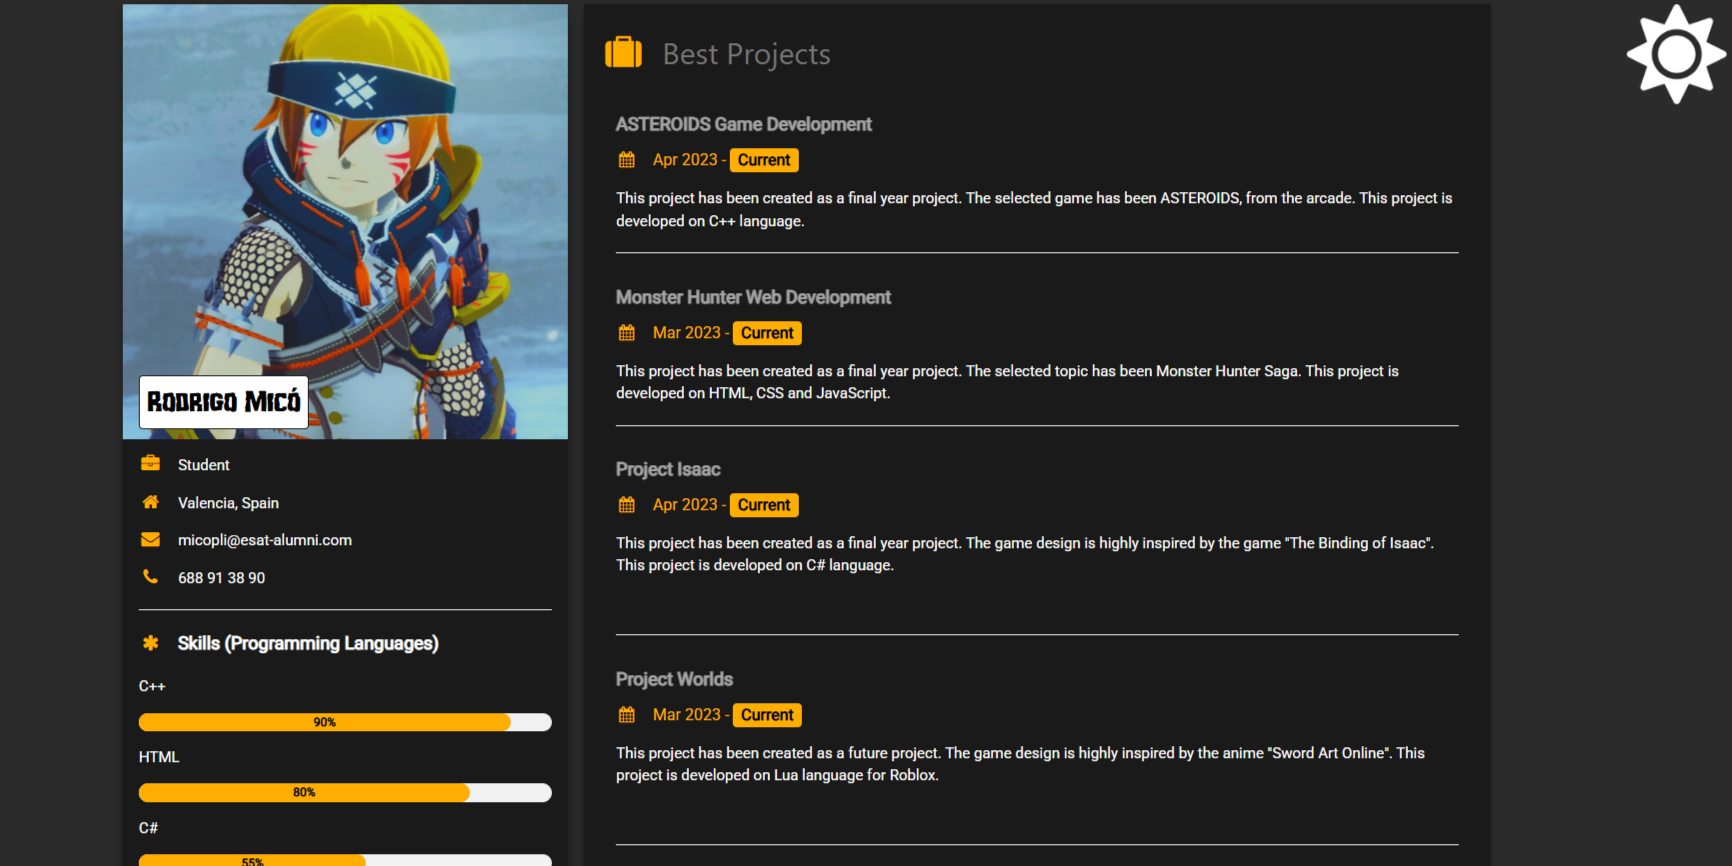 Rodrigo Micó
Student
Valencia, Spain
micopli@esat-alumni.com
688 91 38 90
Skills (Programming Languages)
C++
90%
HTML
80%
C#
55%
Best Projects
ASTEROIDS Game Development
Apr 2023 - Current
This project has been created as a final year project. The selected game has been ASTEROIDS, from the arcade. This project is
developed on C++ language.
Monster Hunter Web Development
Mar 2023 - Current
This project has been created as a final year project. The selected topic has been Monster Hunter Saga. This project is
developed on HTML, CSS and JavaScript.
Project Isaac
Apr 2023 - Current
This project has been created as a final year project. The game design is highly inspired by the game "The Binding of Isaac".
This project is developed on C# language.
Project Worlds
Mar 2023 - Current
This project has been created as a future project. The game design is highly inspired by the anime "Sword Art Online". This
project is developed on Lua language for Roblox.